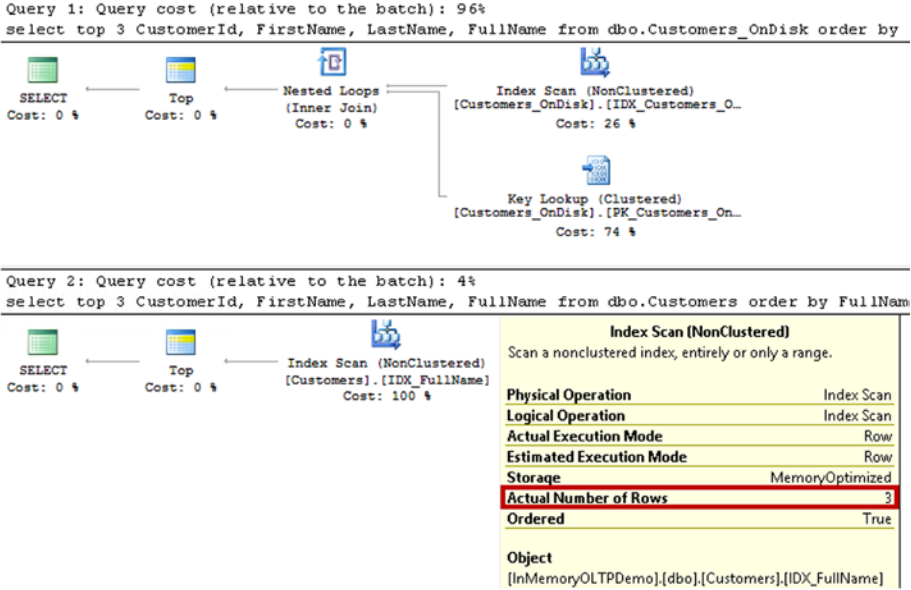 Query 1: Query cost (relative to the batch): 96%
select top 3 CustomerId, FirstName, LastName, FullName from dbo.Customers_OnDisk order by
SELECT
Cost: 0 %
Top
Cost: 0 %
Nested Loops
(Inner Join)
Cost: 0 %
Index Scan (NonClustered)
[Customers_OnDisk].[IDX_Customers_O…
Cost: 26 %
Key Lookup (Clustered)
[Customers_OnDisk].[PK_Customers_On…
Cost: 74 %
Query 2: Query cost (relative to the batch): 4%
select top 3 CustomerId, FirstName, LastName, FullName from dbo.Customers order by FullNam
SELECT
Cost: 0 %
Top
Cost: 0 %
Index Scan (NonClustered)
[Customers].[IDX_FullName]
Cost: 100 %
Index Scan (NonClustered)
Scan a nonclustered index, entirely or only a range.
Physical Operation Index Scan
Logical Operation Index Scan
Actual Execution Mode Row
Estimated Execution Mode Row
Storage MemoryOptimized
Actual Number of Rows 3
Ordered True
Object
[InMemoryOLTPDemo].[dbo].[Customers].[IDX_FullName]